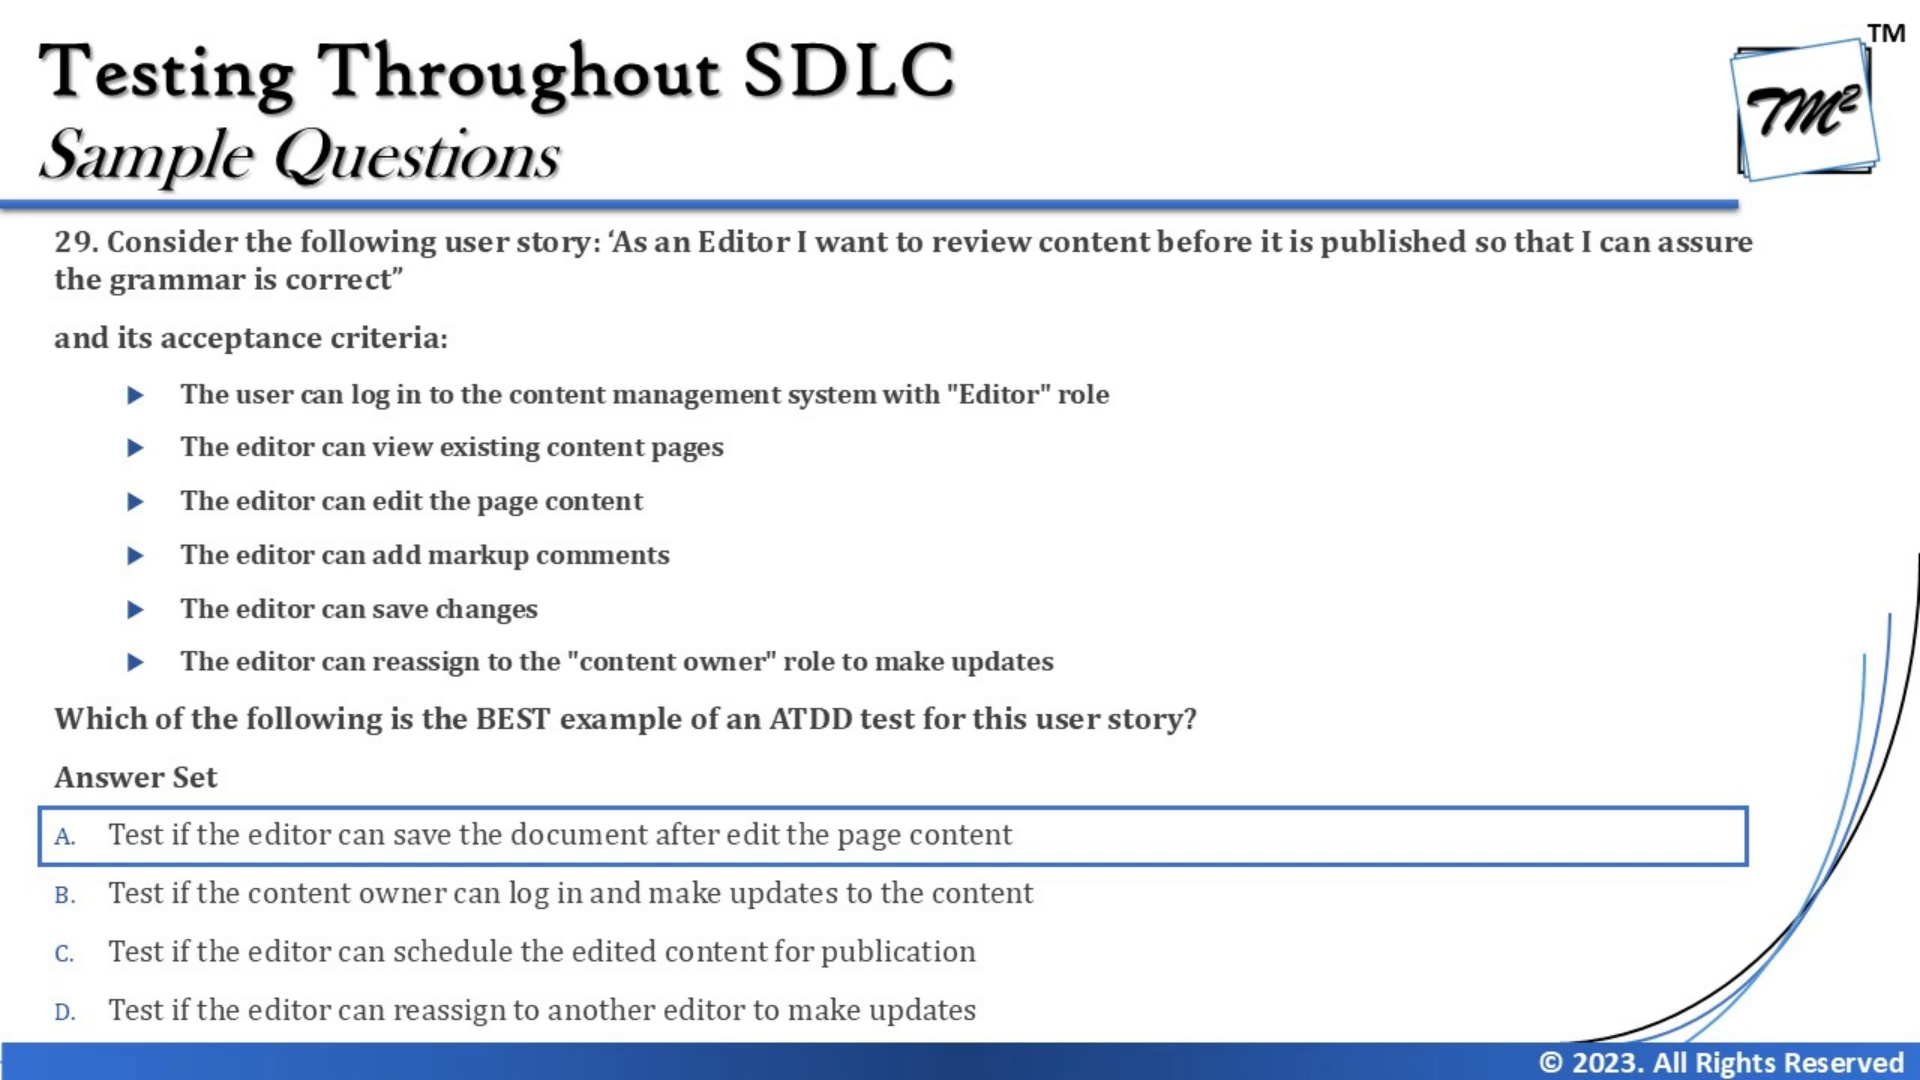 Testing Throughout SDLC
Sample Questions
TM
TM²
29. Consider the following user story: ‘As an Editor I want to review content before it is published so that I can assure
the grammar is correct”
and its acceptance criteria:
▶ The user can log in to the content management system with "Editor" role
▶ The editor can view existing content pages
▶ The editor can edit the page content
▶ The editor can add markup comments
▶ The editor can save changes
▶ The editor can reassign to the "content owner" role to make updates
Which of the following is the BEST example of an ATDD test for this user story?
Answer Set
A. Test if the editor can save the document after edit the page content
B. Test if the content owner can log in and make updates to the content
C. Test if the editor can schedule the edited content for publication
D. Test if the editor can reassign to another editor to make updates
© 2023. All Rights Reserved